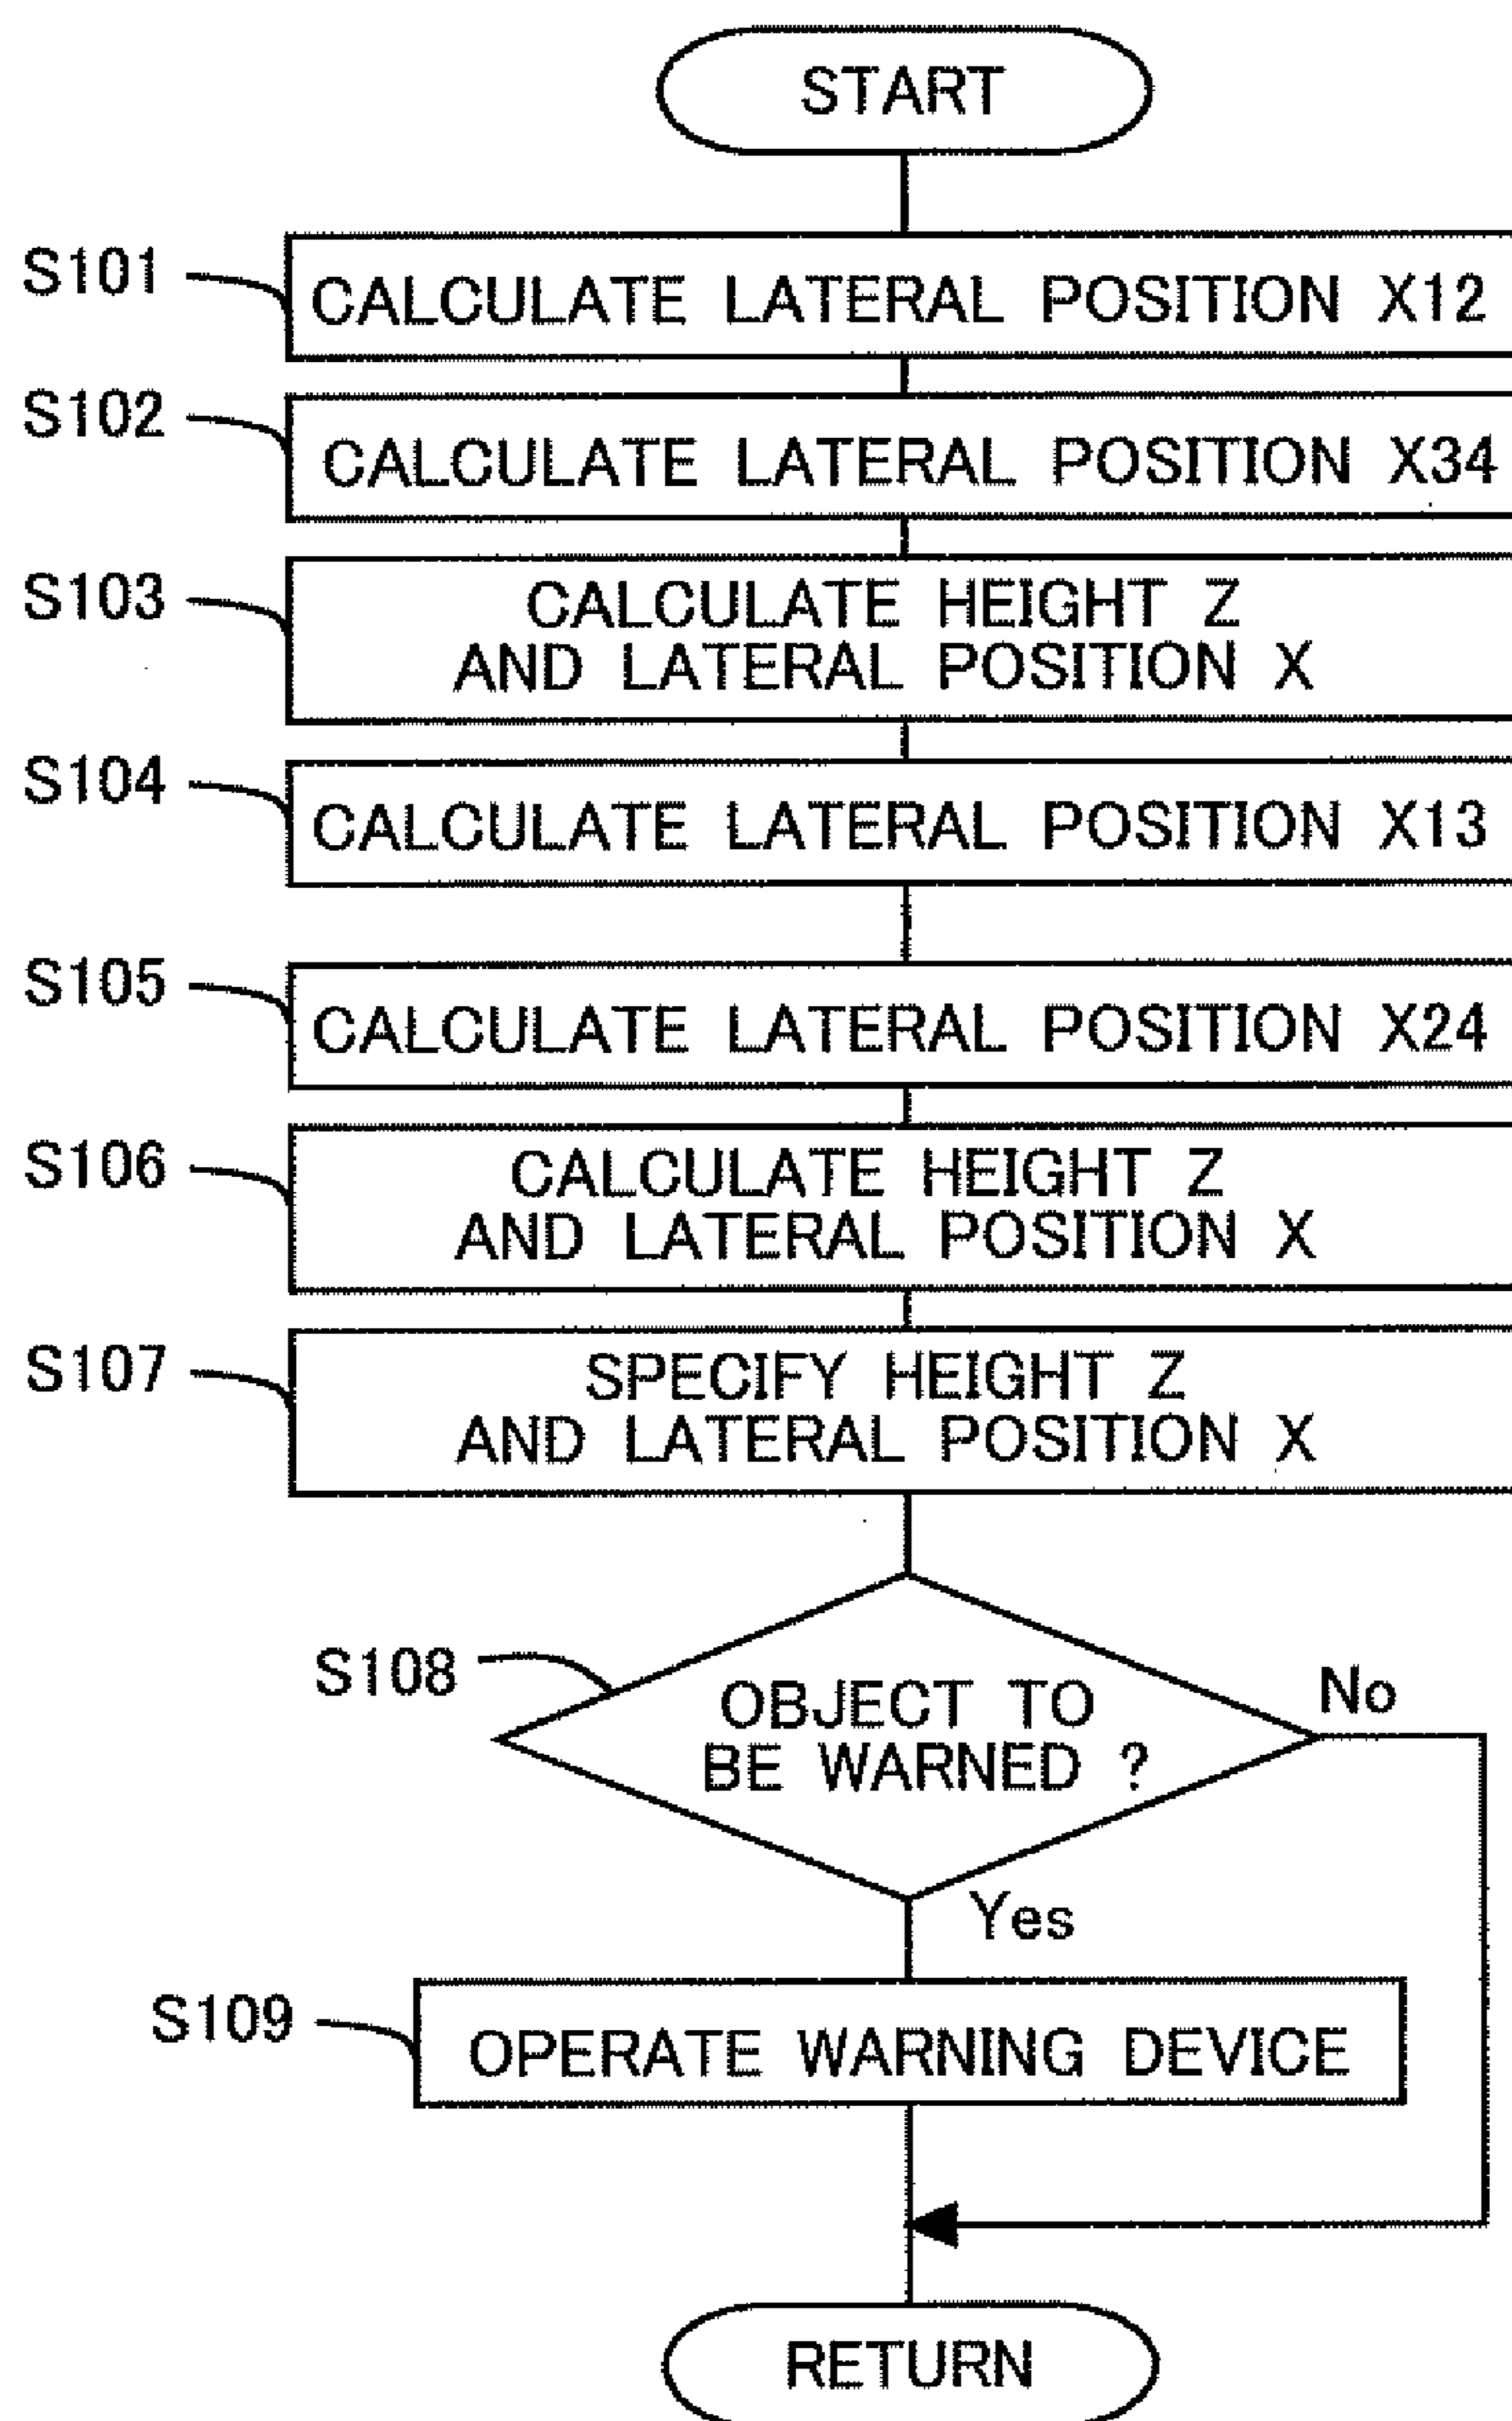 START
S101
CALCULATE LATERAL POSITION X12
S102
CALCULATE LATERAL POSITION X34
S103
CALCULATE HEIGHT Z
AND LATERAL POSITION X
S104
CALCULATE LATERAL POSITION X13
S105
CALCULATE LATERAL POSITION X24
S106
CALCULATE HEIGHT Z
AND LATERAL POSITION X
S107
SPECIFY HEIGHT Z
AND LATERAL POSITION X
S108
OBJECT TO
BE WARNED ?
No
Yes
S109
OPERATE WARNING DEVICE
RETURN